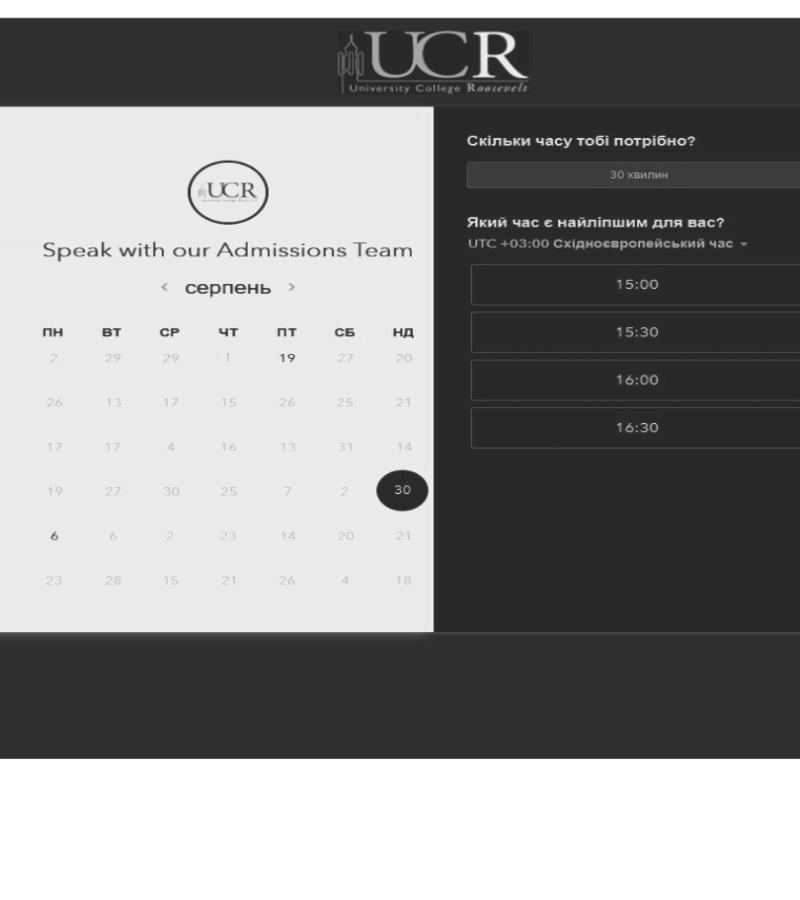 UCR
University College Roosevelt
UCR
Speak with our Admissions Team
< серпень >
ПН ВТ СР ЧТ ПТ СБ НД
2 29 29 1 19 27 20
26 13 17 15 26 25 21
17 17 4 16 13 31 14
19 27 30 25 7 2 30
6 6 2 23 14 20 21
23 28 15 21 26 4 18
Скільки часу тобі потрібно?
30 хвилин
Який час є найліпшим для вас?
UTC +03:00 Східноєвропейський час
15:00
15:30
16:00
16:30